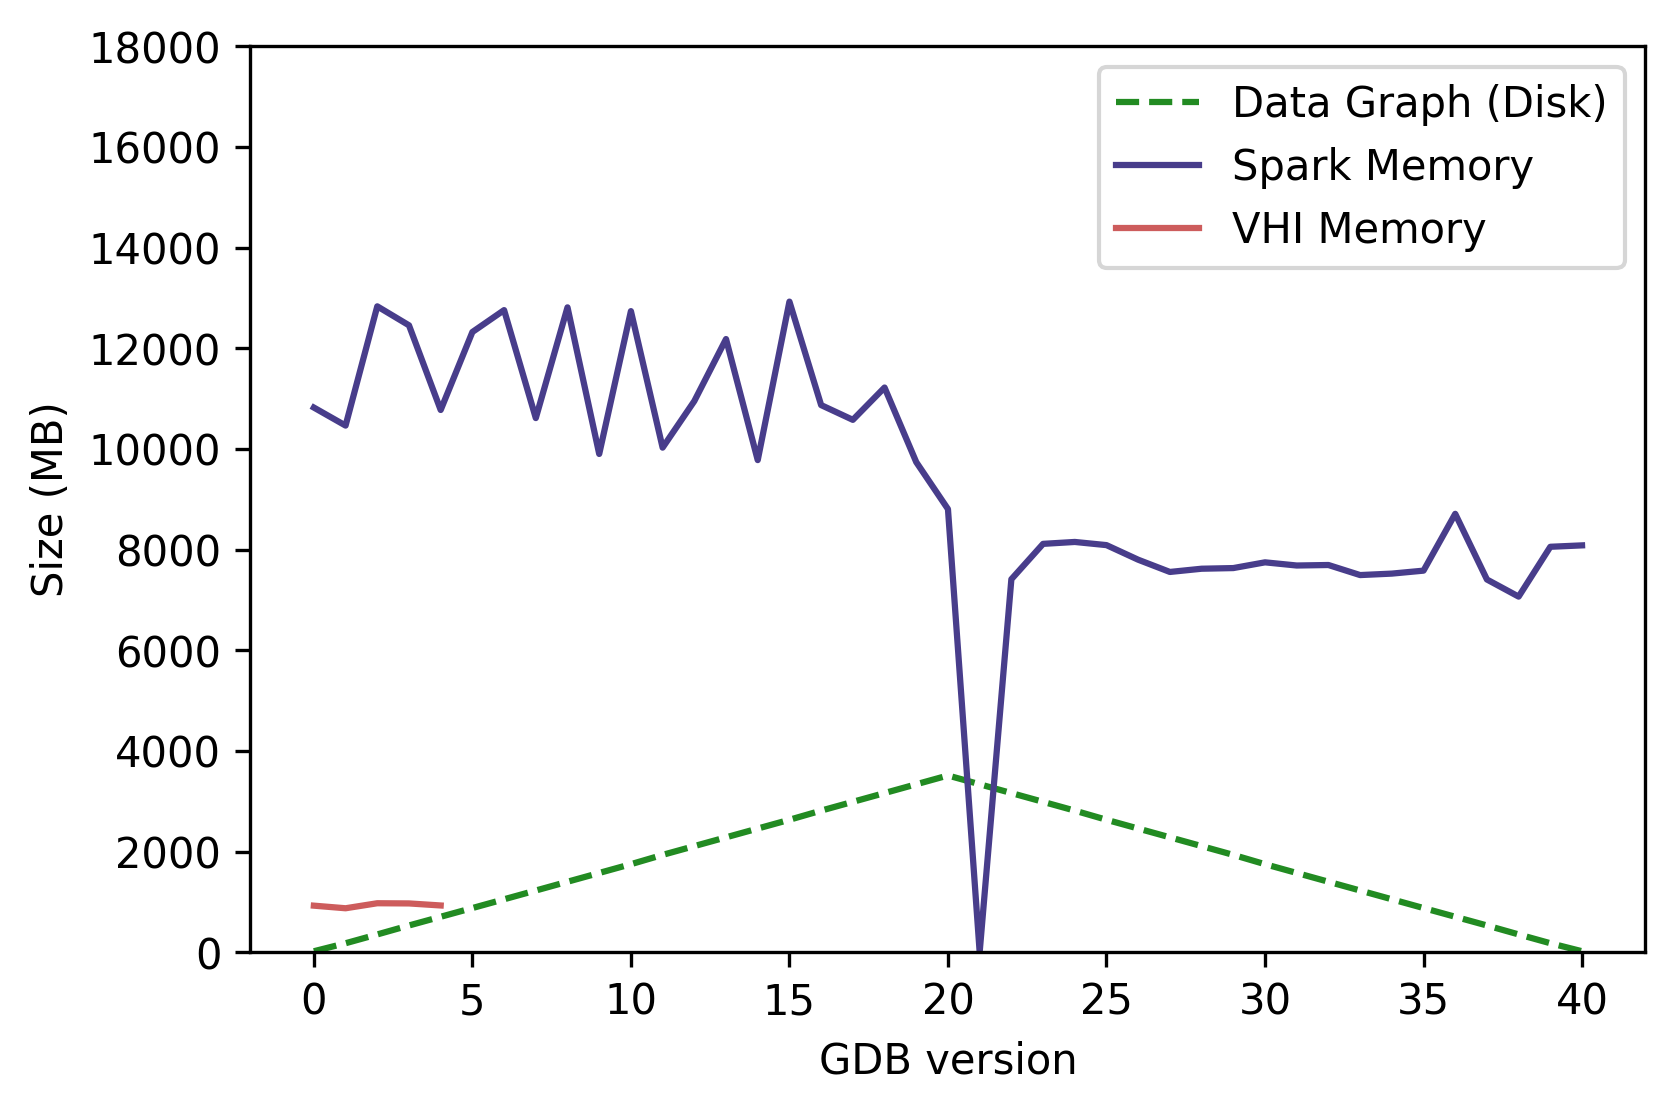 18000
16000
14000
12000
10000
8000
6000
4000
2000
0
Size (MB)
Data Graph (Disk)
Spark Memory
VHI Memory
0 5 10 15 20 25 30 35 40
GDB version